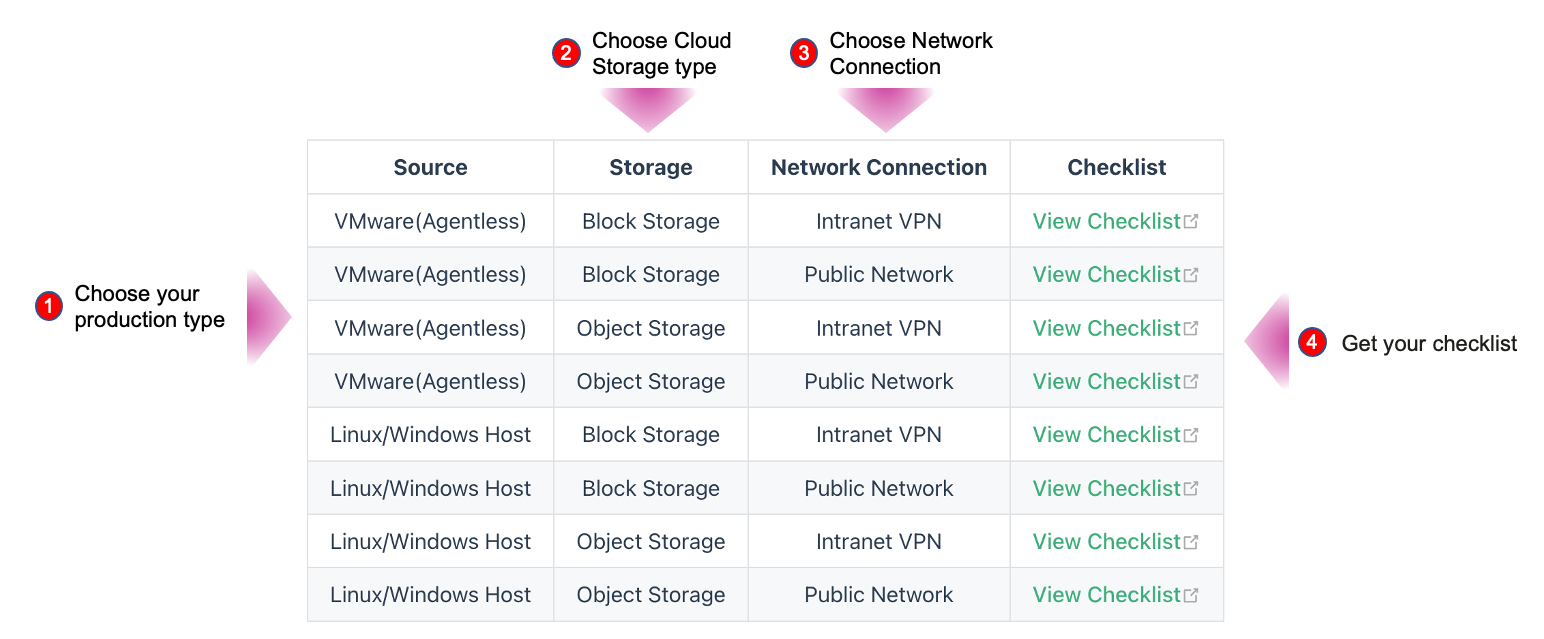 2 Choose Cloud
Storage type
3 Choose Network
Connection
Source Storage Network Connection Checklist
VMware(Agentless) Block Storage Intranet VPN View Checklist
VMware(Agentless) Block Storage Public Network View Checklist
1 Choose your
production type
VMware(Agentless) Object Storage Intranet VPN View Checklist
4 Get your checklist
VMware(Agentless) Object Storage Public Network View Checklist
Linux/Windows Host Block Storage Intranet VPN View Checklist
Linux/Windows Host Block Storage Public Network View Checklist
Linux/Windows Host Object Storage Intranet VPN View Checklist
Linux/Windows Host Object Storage Public Network View Checklist